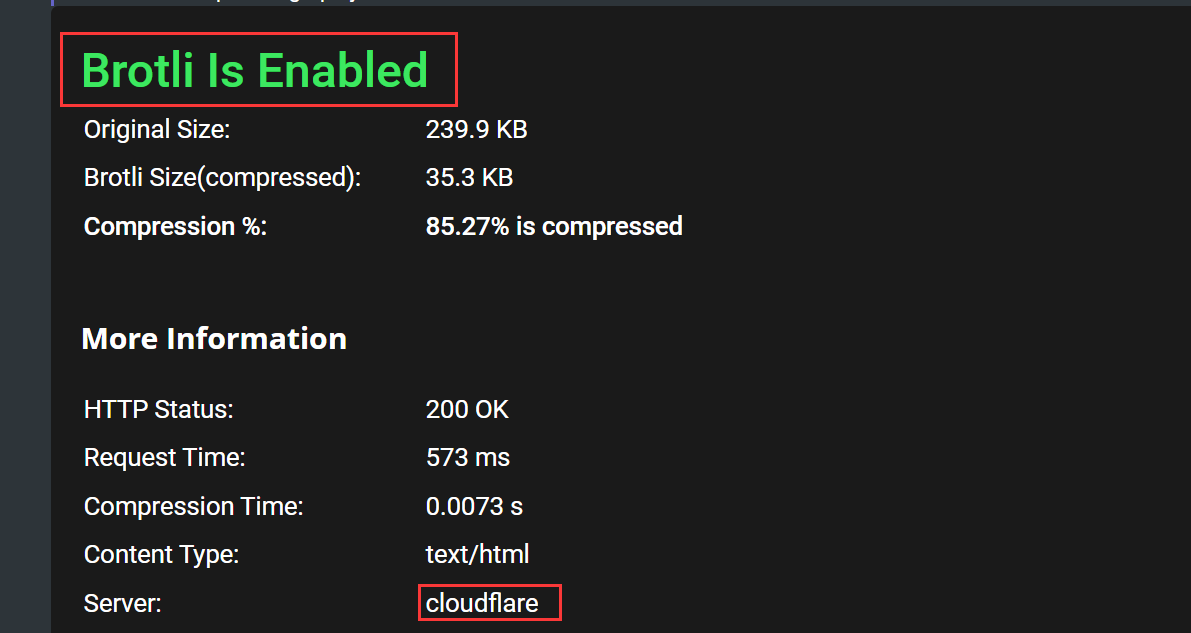 Brotli Is Enabled
Original Size: 239.9 KB
Brotli Size(compressed): 35.3 KB
Compression %: 85.27% is compressed
More Information
HTTP Status: 200 OK
Request Time: 573 ms
Compression Time: 0.0073 s
Content Type: text/html
Server: cloudflare